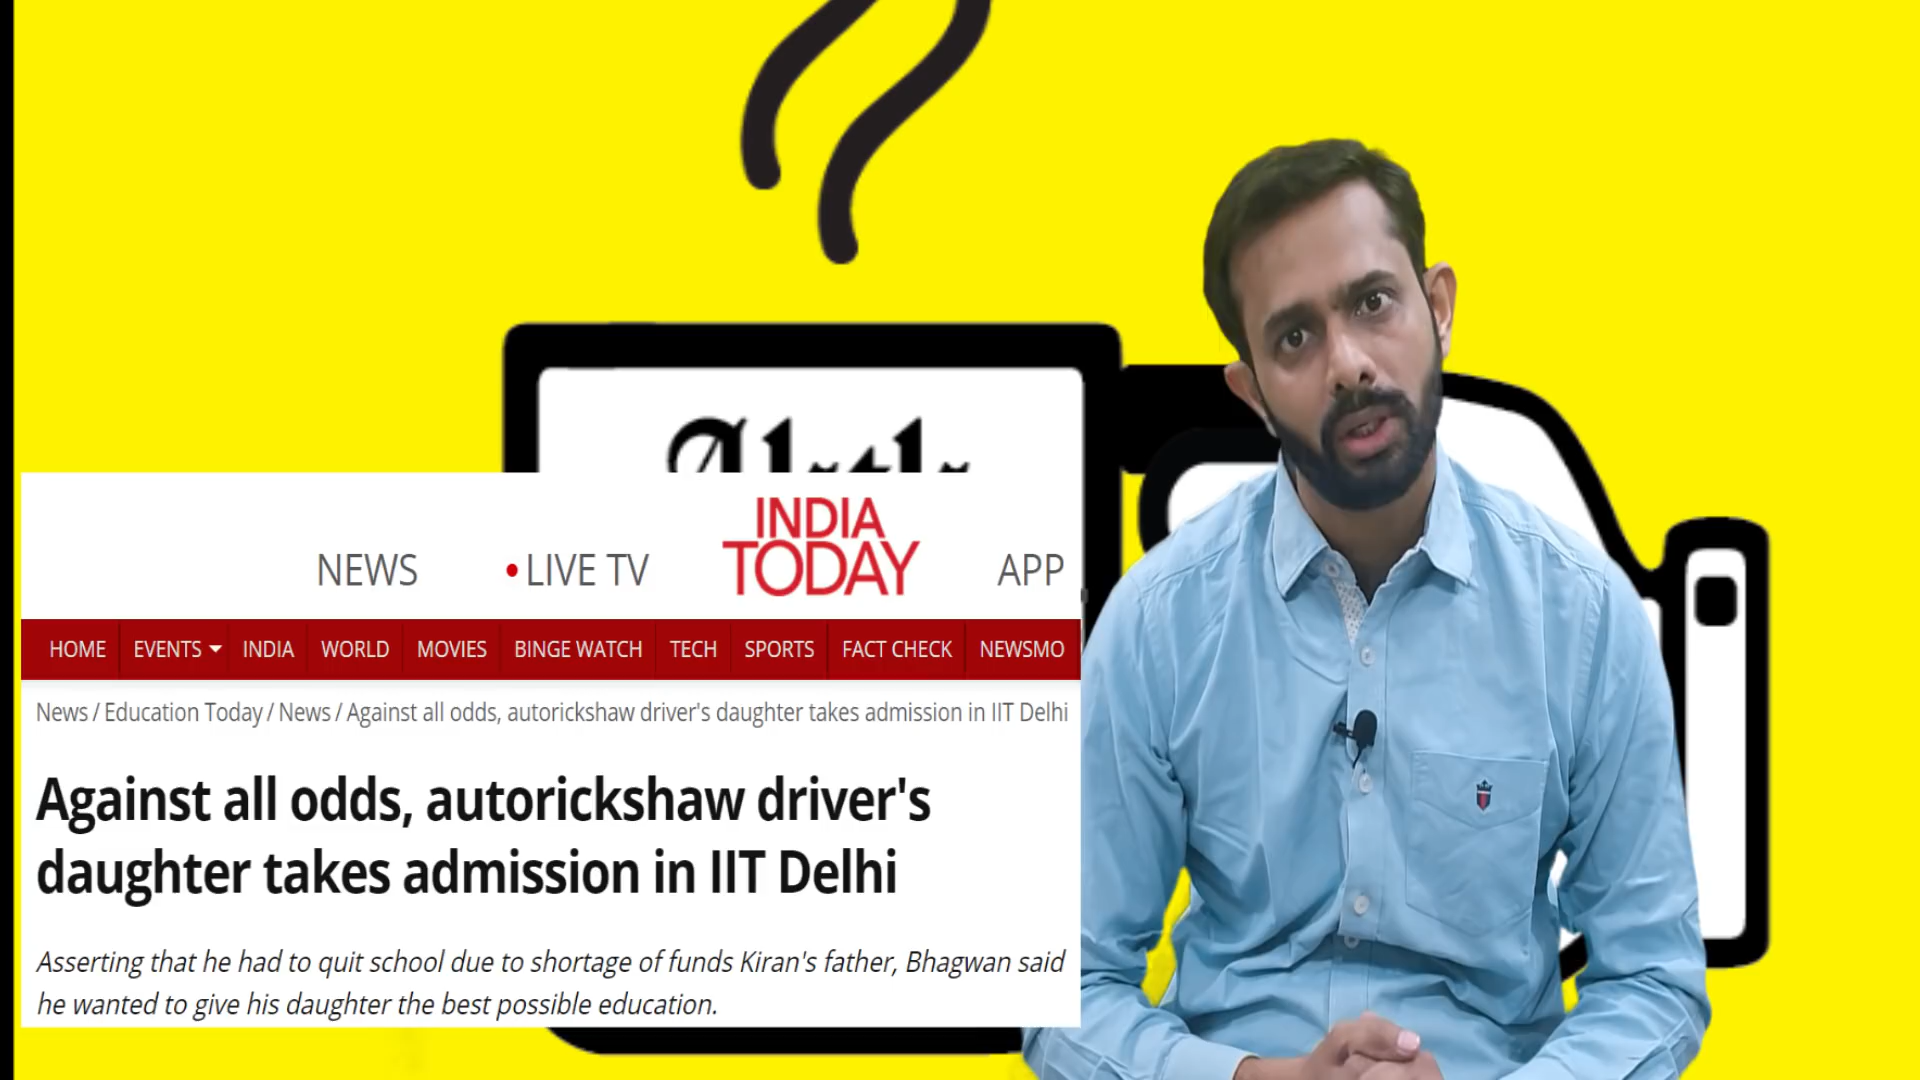 INDIA
TODAY
NEWS
LIVE TV
APP
HOME EVENTS INDIA WORLD MOVIES BINGE WATCH TECH SPORTS FACT CHECK NEWSMO
News / Education Today / News / Against all odds, autorickshaw driver's daughter takes admission in IIT Delhi
Against all odds, autorickshaw driver's
daughter takes admission in IIT Delhi
Asserting that he had to quit school due to shortage of funds Kiran's father, Bhagwan said
he wanted to give his daughter the best possible education.